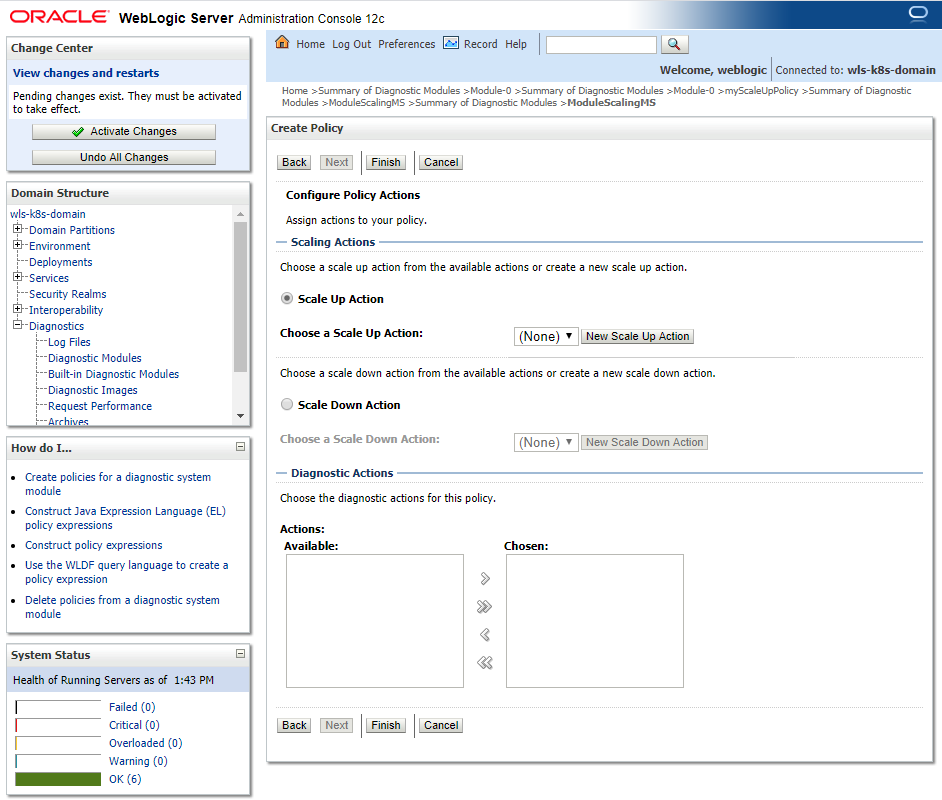 ORACLE® WebLogic Server Administration Console 12c
Change Center
View changes and restarts
Pending changes exist. They must be activated
to take effect.
Activate Changes
Undo All Changes
Domain Structure
wls-k8s-domain
Domain Partitions
Environment
Deployments
Services
Security Realms
Interoperability
Diagnostics
Log Files
Diagnostic Modules
Built-in Diagnostic Modules
Diagnostic Images
Request Performance
Archives
How do I...
Create policies for a diagnostic system
module
Construct Java Expression Language (EL)
policy expressions
Construct policy expressions
Use the WLDF query language to create a
policy expression
Delete policies from a diagnostic system
module
System Status
Health of Running Servers as of 1:43 PM
Failed (0)
Critical (0)
Overloaded (0)
Warning (0)
OK (6)
Home Log Out Preferences Record Help
Welcome, weblogic Connected to: wls-k8s-domain
Home >Summary of Diagnostic Modules >Module-0 >Summary of Diagnostic Modules >Module-0 >myScaleUpPolicy >Summary of Diagnostic
Modules >ModuleScalingMS >Summary of Diagnostic Modules >ModuleScalingMS
Create Policy
Back Next Finish Cancel
Configure Policy Actions
Assign actions to your policy.
Scaling Actions
Choose a scale up action from the available actions or create a new scale up action.
Scale Up Action
Choose a Scale Up Action: (None) New Scale Up Action
Choose a scale down action from the available actions or create a new scale down action.
Scale Down Action
Choose a Scale Down Action: (None) New Scale Down Action
Diagnostic Actions
Choose the diagnostic actions for this policy.
Actions:
Available: Chosen:
Back Next Finish Cancel